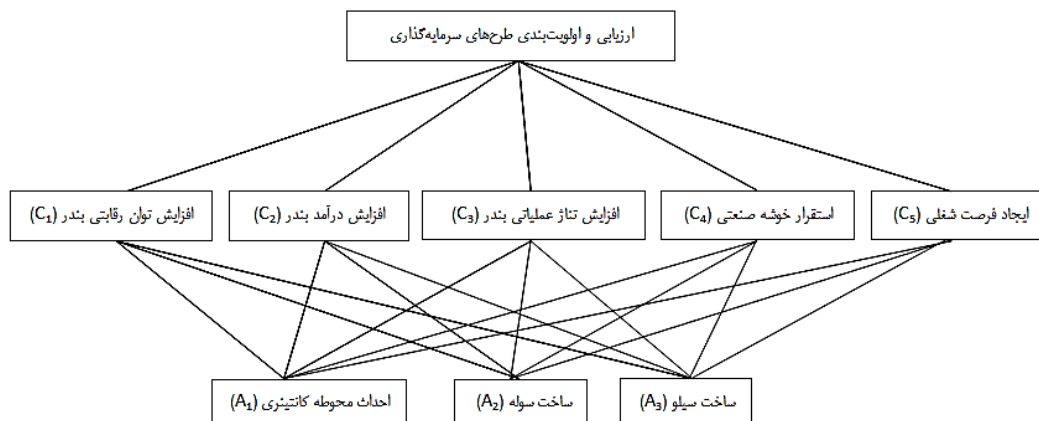 ارزیابی و اولویت‌بندی طرح‌های سرمایه‌گذاری
افزایش توان رقابتی بندر (C₁)
افزایش درآمد بندر (C₂)
افزایش تناژ عملیاتی بندر (C₃)
استقرار خوشه صنعتی (C₄)
ایجاد فرصت شغلی (C₅)
احداث محوطه کانتینری (A₁)
ساخت سوله (A₂)
ساخت سیلو (A₃)